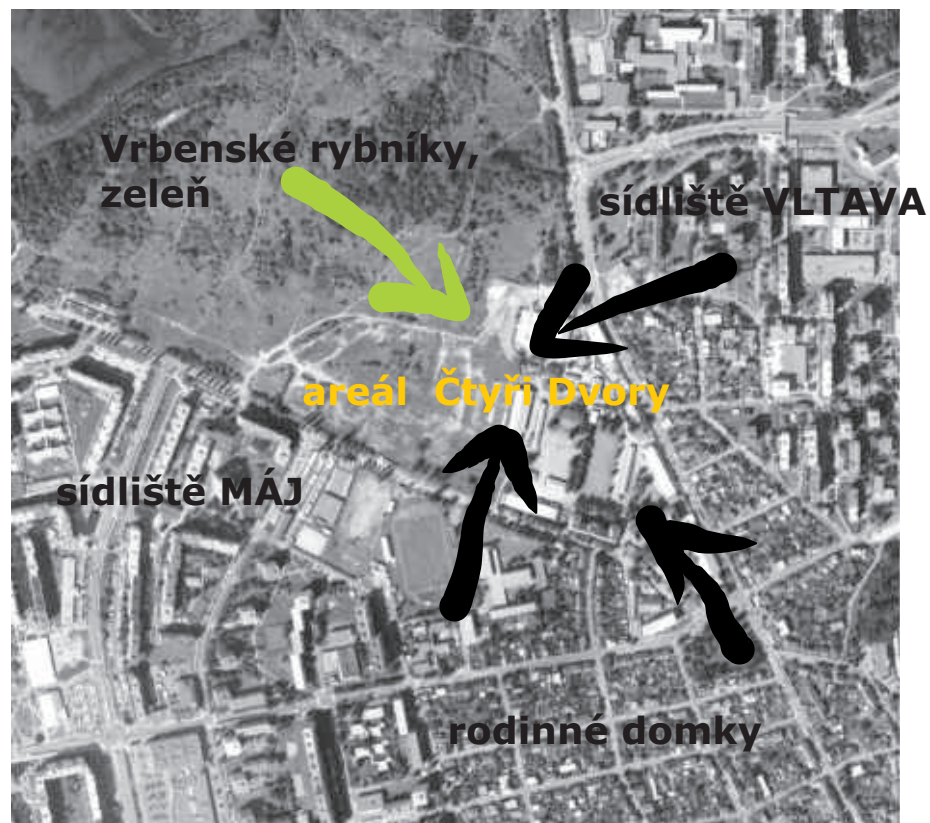 Vrbenské rybníky,
zeleň
sídliště VLTAVA
areál  Čtyři Dvory
sídliště MÁJ
rodinné domky